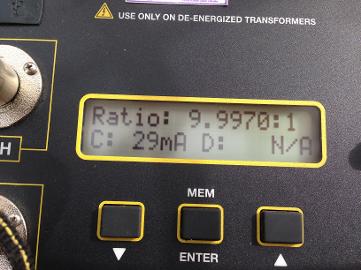 USE ONLY ON DE-ENERGIZED TRANSFORMERS
Ratio: 9.9970:1
C: 29mA D: N/A
H
MEM
ENTER